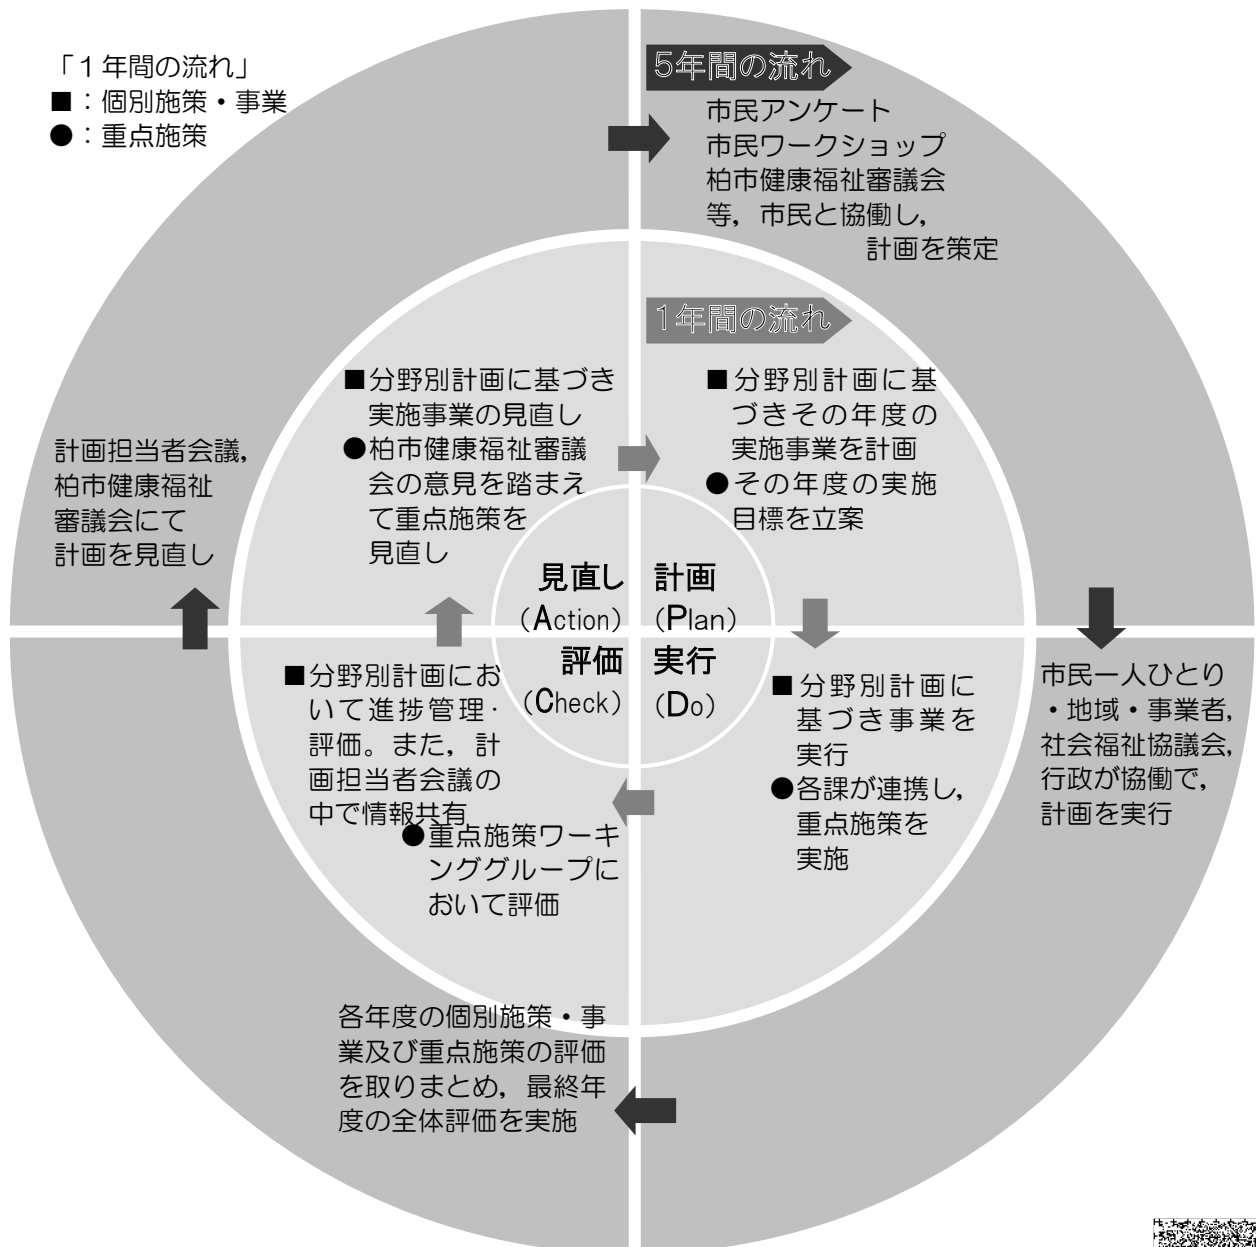 「1年間の流れ」
■：個別施策・事業
●：重点施策
5年間の流れ
市民アンケート
市民ワークショップ
柏市健康福祉審議会
等，市民と協働し，
計画を策定
1年間の流れ
■分野別計画に基づき
実施事業の見直し
●柏市健康福祉審議
会の意見を踏まえ
て重点施策を
見直し
■分野別計画に基
づきその年度の
実施事業を計画
●その年度の実施
目標を立案
計画担当者会議，
柏市健康福祉
審議会にて
計画を見直し
見直し
（Action）
計画
（Plan）
評価
（Check）
実行
（Do）
■分野別計画にお
いて進捗管理・
評価。また，計
画担当者会議の
中で情報共有
●重点施策ワーキ
ンググループに
おいて評価
■分野別計画に
基づき事業を
実行
●各課が連携し，
重点施策を
実施
市民一人ひとり
・地域・事業者，
社会福祉協議会，
行政が協働で，
計画を実行
各年度の個別施策・事
業及び重点施策の評価
を取りまとめ，最終年
度の全体評価を実施